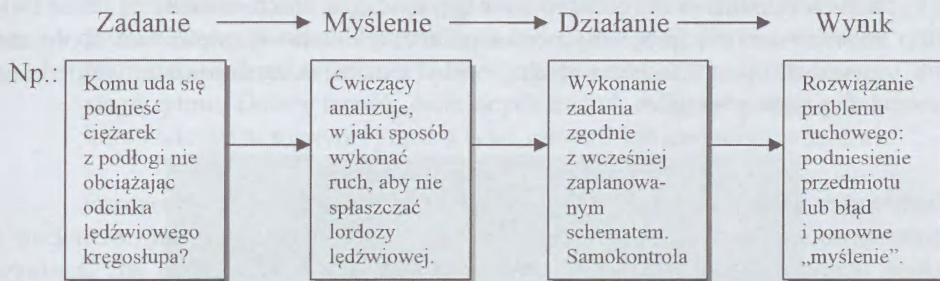 Zadanie Myślenie Działanie Wynik
Np.:
Komu uda się
podnieść
ciężarek
z podłogi nie
obciążając
odcinka
lędźwiowego
kręgosłupa?
Ćwiczący
analizuje,
w jaki sposób
wykonać
ruch, aby nie
spłaszczać
lordozy
lędźwiowej.
Wykonanie
zadania
zgodnie
z wcześniej
zaplanowa-
nym
schematem.
Samokontrola
Rozwiązanie
problemu
ruchowego:
podniesienie
przedmiotu
lub błąd
i ponowne
„myślenie”.